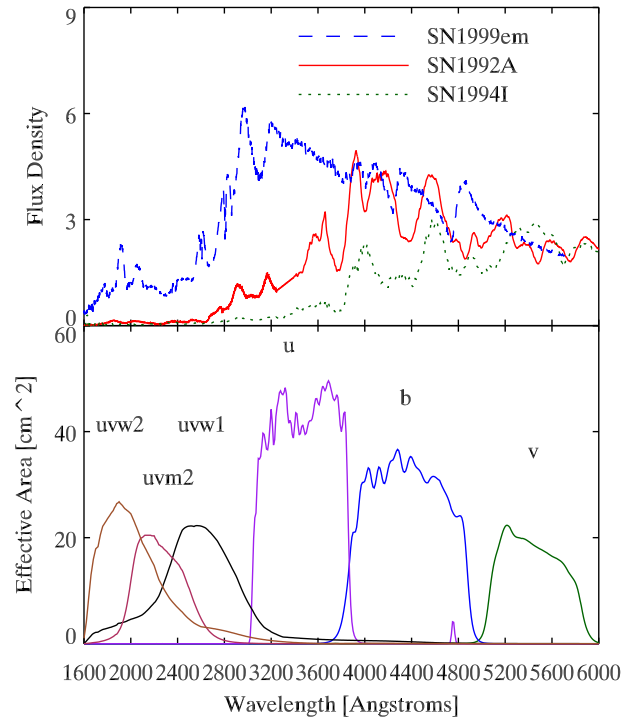 9
6
3
0
Flux Density
SN1999em
SN1992A
SN1994I
60
40
20
0
Effective Area [cm^2]
u
uvw2
uvw1
b
uvm2
v
1600 2000 2400 2800 3200 3600 4000 4400 4800 5200 5600 6000
Wavelength [Angstroms]